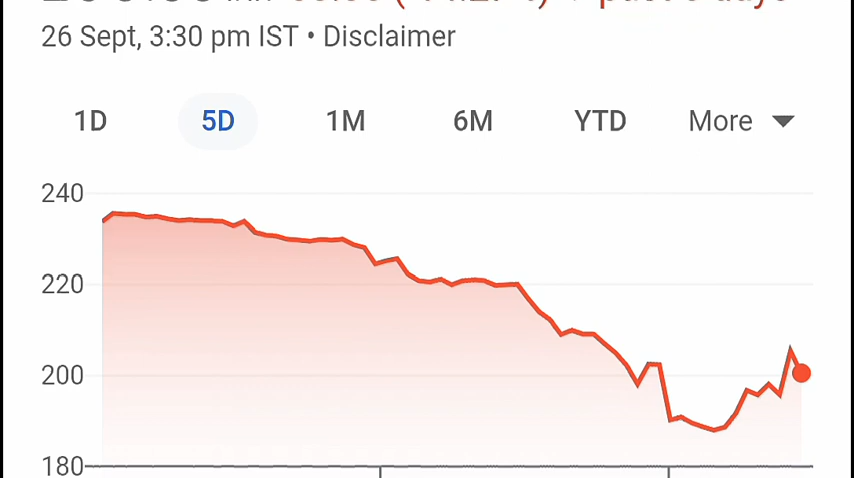 26 Sept, 3:30 pm IST • Disclaimer
1D 5D 1M 6M YTD More
240
220
200
180